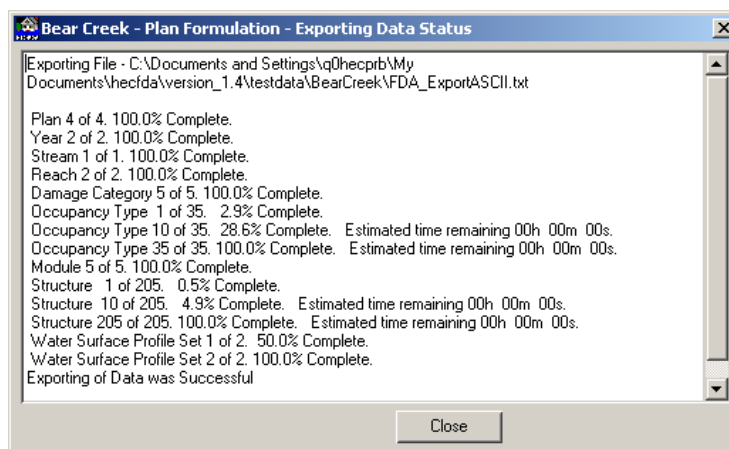 Bear Creek - Plan Formulation - Exporting Data Status
Exporting File - C:\Documents and Settings\q0hecprb\My
Documents\hecfda\version_1.4\testdata\BearCreek\FDA_ExportASCII.txt
Plan 4 of 4. 100.0% Complete.
Year 2 of 2. 100.0% Complete.
Stream 1 of 1. 100.0% Complete.
Reach 2 of 2. 100.0% Complete.
Damage Category 5 of 5. 100.0% Complete.
Occupancy Type  1 of 35.   2.9% Complete.
Occupancy Type 10 of 35.  28.6% Complete.   Estimated time remaining 00h  00m  00s.
Occupancy Type 35 of 35. 100.0% Complete.   Estimated time remaining 00h  00m  00s.
Module 5 of 5. 100.0% Complete.
Structure   1 of 205.   0.5% Complete.
Structure  10 of 205.   4.9% Complete.   Estimated time remaining 00h  00m  00s.
Structure 205 of 205. 100.0% Complete.   Estimated time remaining 00h  00m  00s.
Water Surface Profile Set 1 of 2.  50.0% Complete.
Water Surface Profile Set 2 of 2. 100.0% Complete.
Exporting of Data was Successful
Close